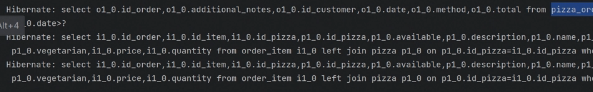 Hibernate: select o1_0.id_order,o1_0.additional_notes,o1_0.id_customer,o1_0.date,o1_0.method,o1_0.total from pizza_or
Alt+4
.0.date>?
Hibernate: select i1_0.id_order,i1_0.id_item,i1_0.id_pizza,p1_0.id_pizza,p1_0.available,p1_0.description,p1_0.name,p1
p1_0.vegetarian,i1_0.price,i1_0.quantity from order_item i1_0 left join pizza p1_0 on p1_0.id_pizza=i1_0.id_pizza whe
Hibernate: select i1_0.id_order,i1_0.id_item,i1_0.id_pizza,p1_0.id_pizza,p1_0.available,p1_0.description,p1_0.name,p1
p1_0.vegetarian,i1_0.price,i1_0.quantity from order_item i1_0 left join pizza p1_0 on p1_0.id_pizza=i1_0.id_pizza whe